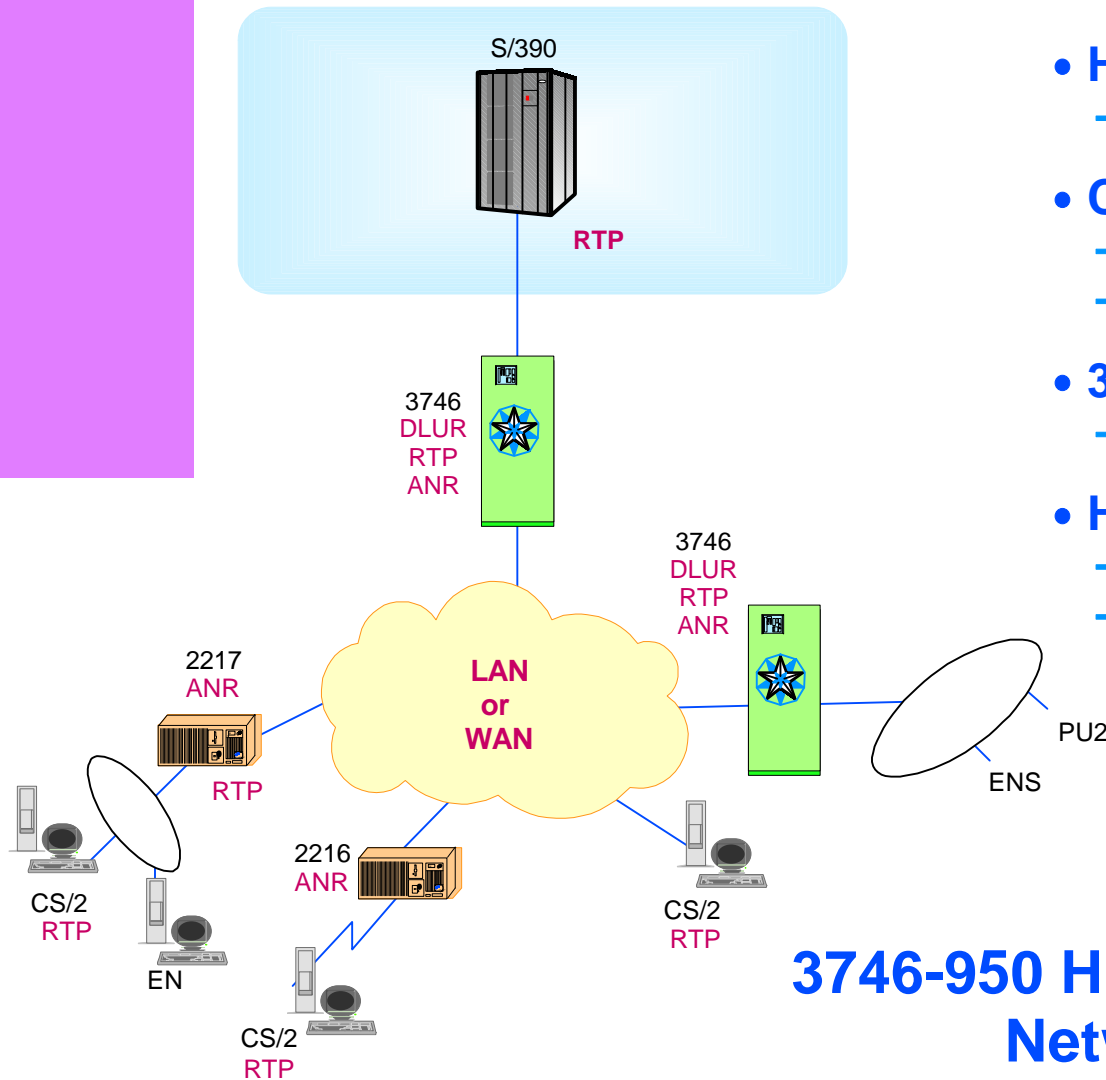 S/390
RTP
3746
DLUR
RTP
ANR
3746
DLUR
RTP
ANR
LAN
or
WAN
2217
ANR
RTP
2216
ANR
CS/2
RTP
EN
CS/2
RTP
CS/2
RTP
PU2
ENS
3746-950 H